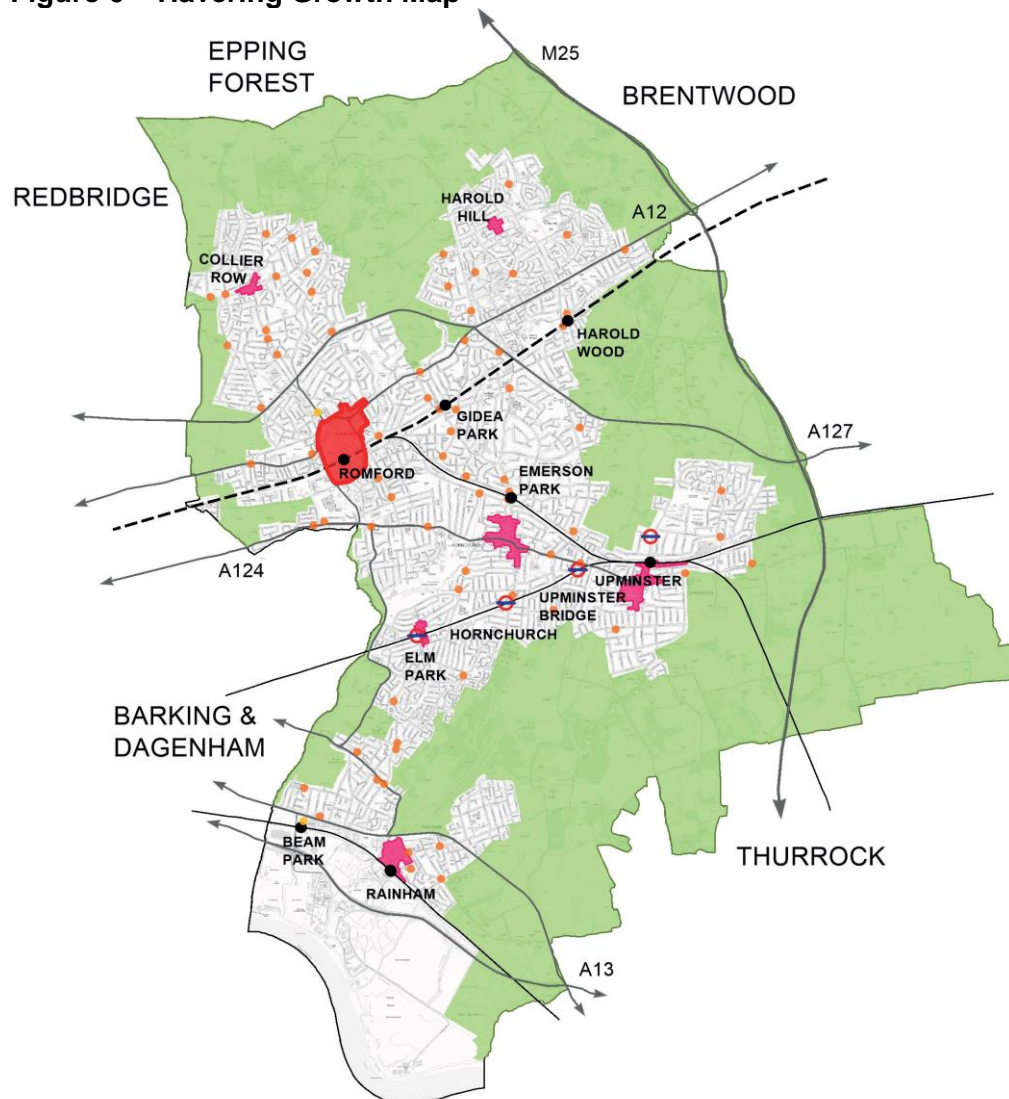 Figure Havering Growth Map
M25
EPPING
FOREST
BRENTWOOD
REDBRIDGE
HAROLD
HILL
A12
COLLIER
ROW
HAROLD
WOOD
GIDEA
PARK
A127
ROMFORD
EMERSON
PARK
A124
UPMINSTER
UPMINSTER
BRIDGE
HORNCHURCH
ELM
PARK
BARKING &
DAGENHAM
BEAM
PARK
THURROCK
RAINHAM
A13